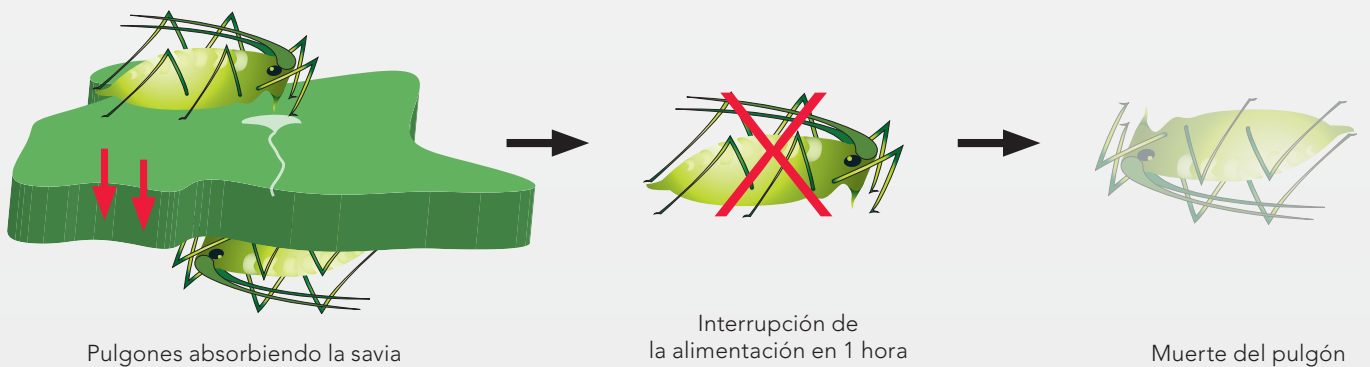 Pulgones absorbiendo la savia
Interrupción de
la alimentación en 1 hora
Muerte del pulgón